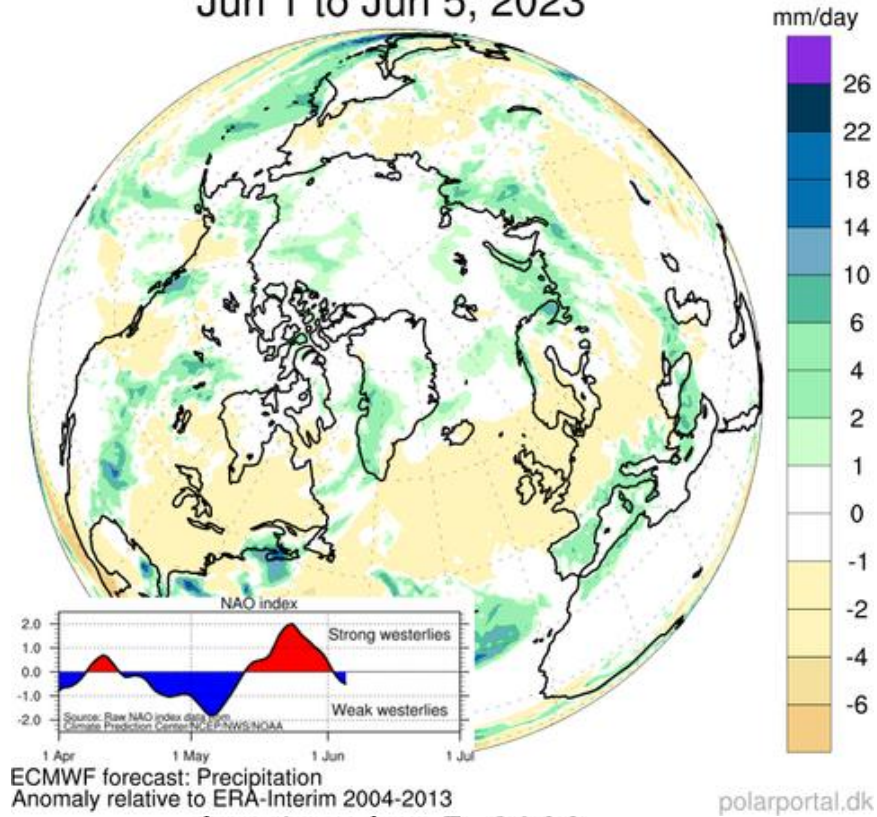 Jun 1 to Jun 5, 2023
mm/day
26
22
18
14
10
6
4
2
1
0
-1
-2
-4
-6
NAO index
2.0
1.0
0.0
-1.0
-2.0
Strong westerlies
Weak westerlies
Source: Raw NAO index data from
Climate Prediction Center/NCEP/NWS/NOAA
1 Apr
1 May
1 Jun
1 Jul
ECMWF forecast: Precipitation
Anomaly relative to ERA-Interim 2004-2013
polarportal.dk